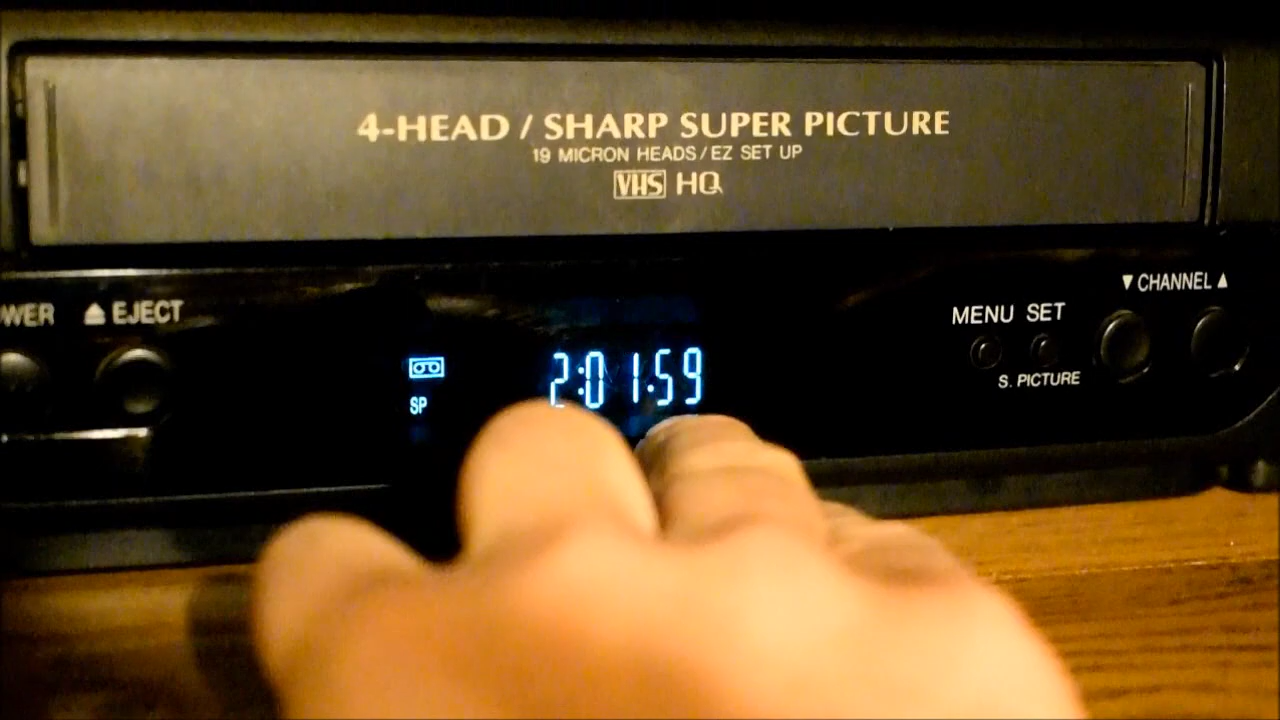 4-HEAD / SHARP SUPER PICTURE
19 MICRON HEADS/EZ SET UP
VHS HQ
▼ CHANNEL ▲
WER ⏏ EJECT
MENU SET
S. PICTURE
2:01:59
SP